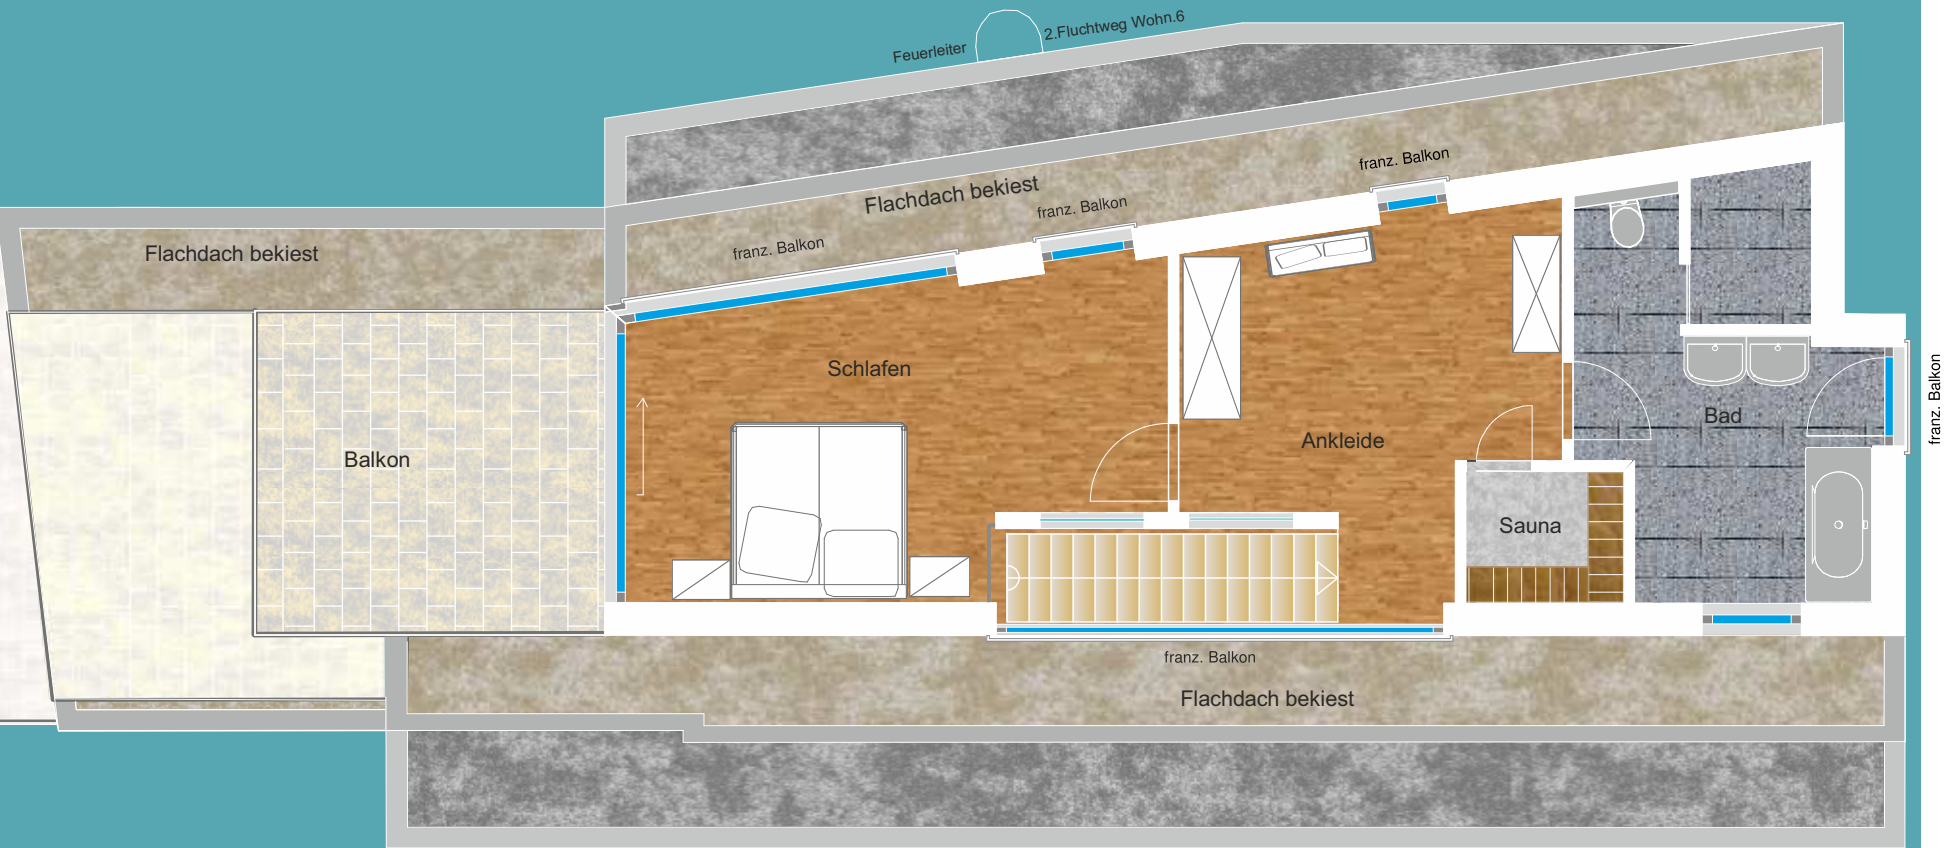 Feuerleiter
2.Fluchtweg Wohn.6
franz. Balkon
Flachdach bekiest
franz. Balkon
franz. Balkon
Flachdach bekiest
Schlafen
Balkon
Ankleide
Bad
franz. Balkon
Sauna
franz. Balkon
Flachdach bekiest